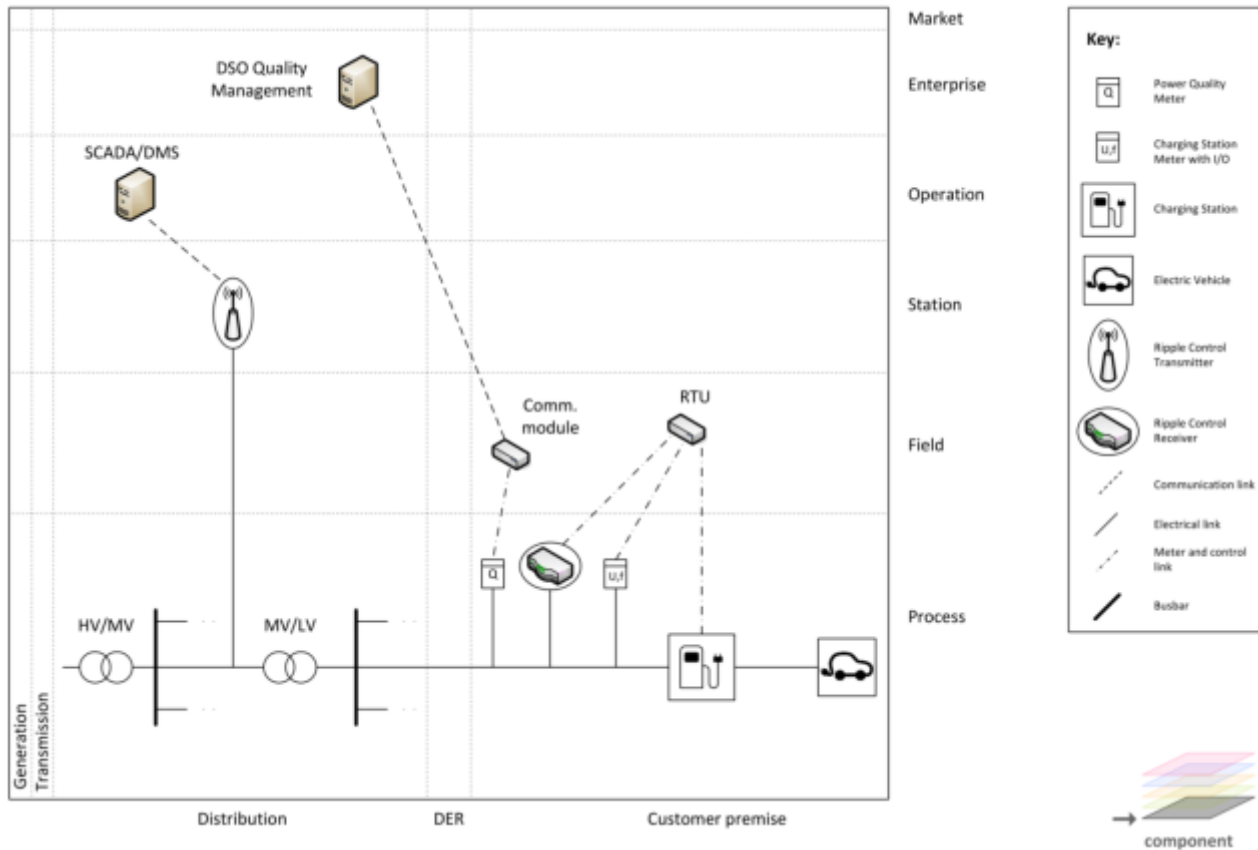 Market
DSO Quality
Management
Enterprise
SCADA/DMS
Operation
Station
Comm.
module
RTU
Field
Q
U,f
HV/MV
MV/LV
Process
Generation
Transmission
Distribution
DER
Customer premise
Key:
Q
Power Quality
Meter
U,f
Charging Station
Meter with I/O
Charging Station
Electric Vehicle
Ripple Control
Transmitter
Ripple Control
Receiver
Communication link
Electrical link
Meter and control
link
Busbar
component